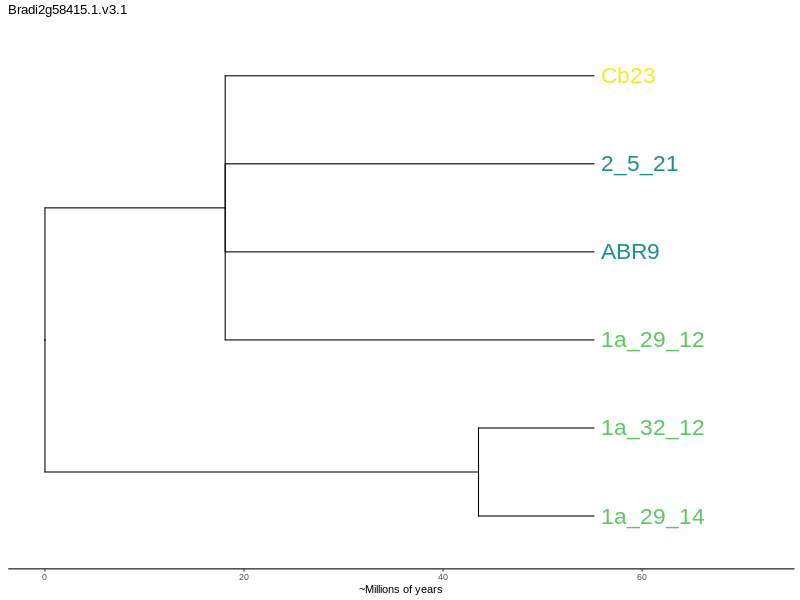 Bradi2g58415.1.v3.1
Cb23
2_5_21
ABR9
1a_29_12
1a_32_12
1a_29_14
0 20 40 60
~Millions of years